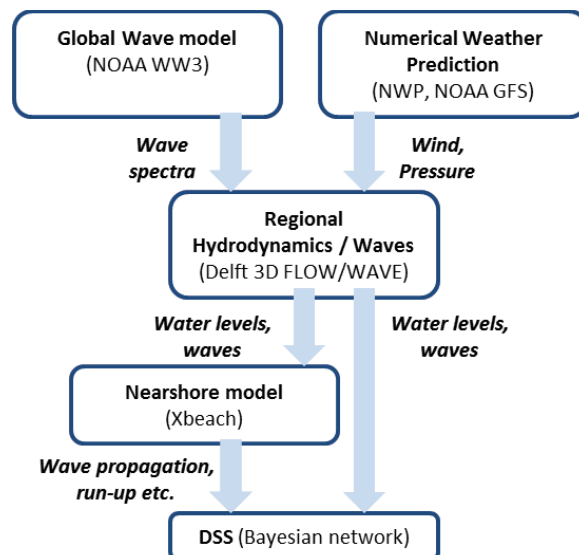 Global Wave model
(NOAA WW3)
Numerical Weather
Prediction
(NWP, NOAA GFS)
Wave
spectra
Wind,
Pressure
Regional
Hydrodynamics / Waves
(Delft 3D FLOW/WAVE)
Water levels,
waves
Water levels,
waves
Nearshore model
(Xbeach)
Wave propagation,
run-up etc.
DSS (Bayesian network)